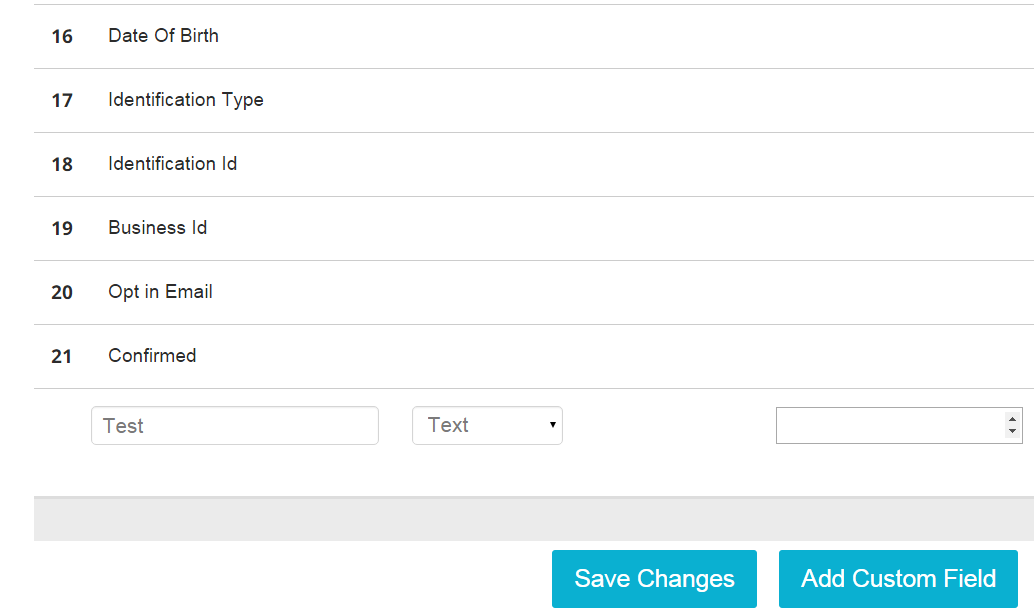 16 Date Of Birth
17 Identification Type
18 Identification Id
19 Business Id
20 Opt in Email
21 Confirmed
Test Text
Save Changes Add Custom Field